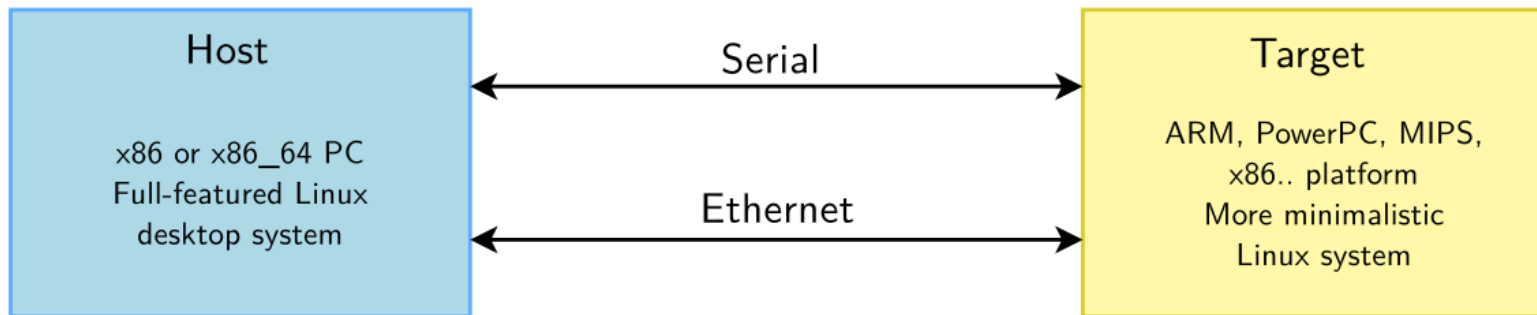 Host
x86 or x86_64 PC
Full-featured Linux
desktop system
Serial
Ethernet
Target
ARM, PowerPC, MIPS,
x86.. platform
More minimalistic
Linux system